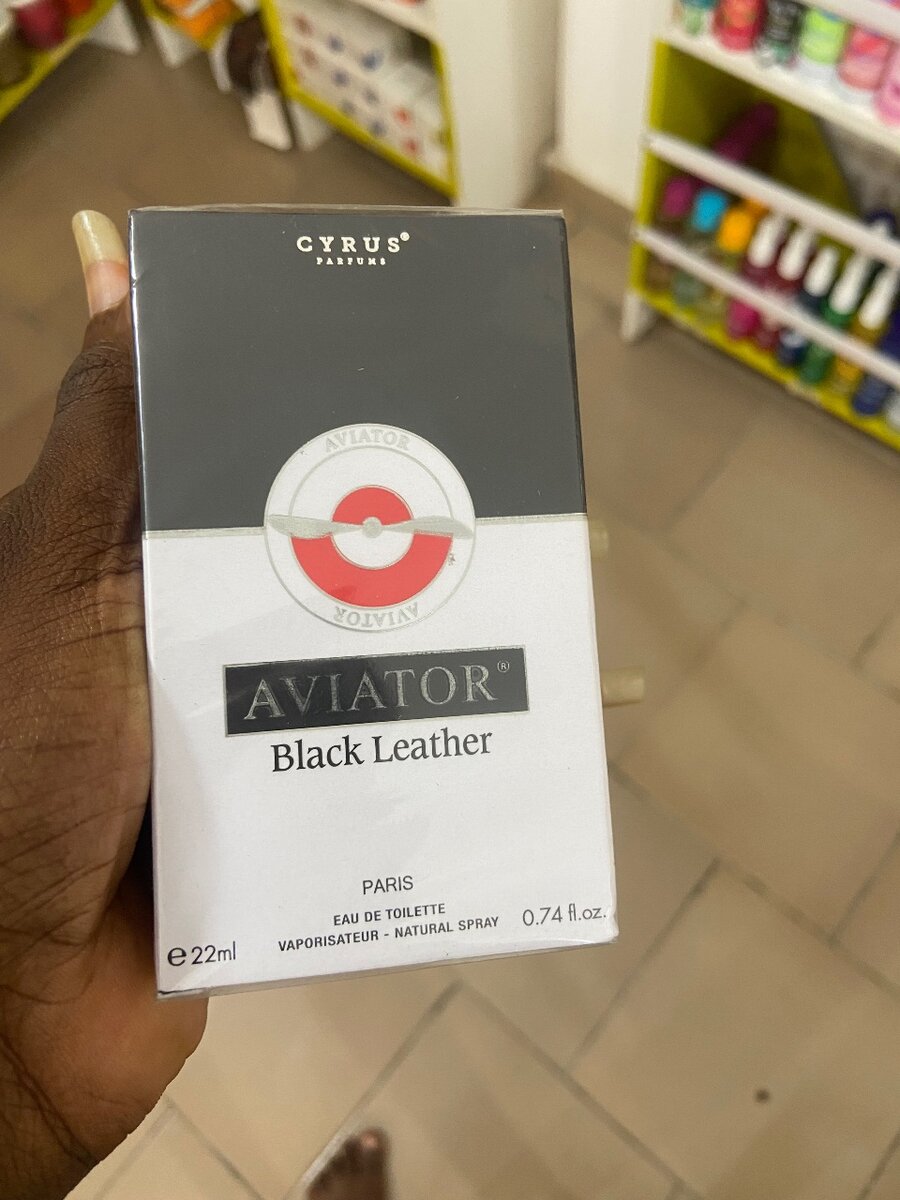 CYRUS®
PARFUMS
AVIATOR
AVIATOR
AVIATOR®
Black Leather
PARIS
EAU DE TOILETTE
VAPORISATEUR - NATURAL SPRAY
0.74 fl.oz.
℮22ml